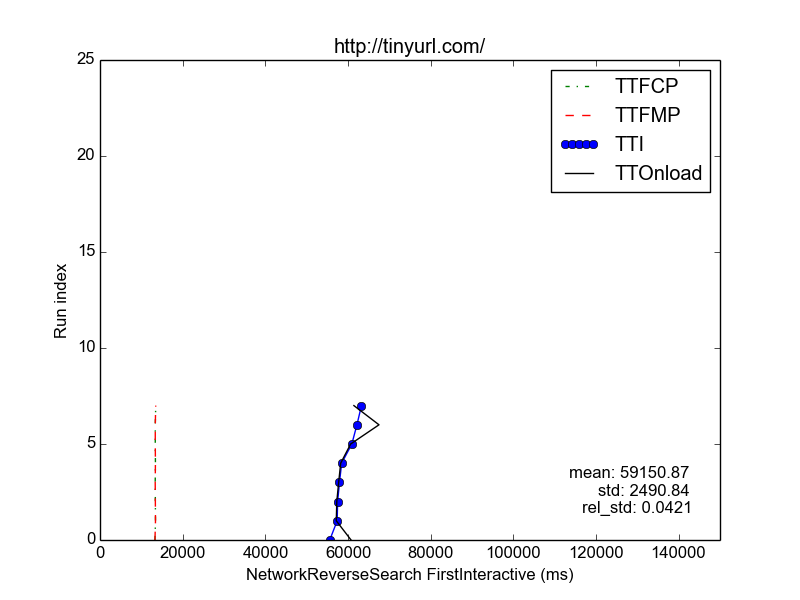 http://tinyurl.com/
25
20
15
10
5
0
Run index
TTFCP
TTFMP
TTI
TTOnload
mean: 59150.87
std: 2490.84
rel_std: 0.0421
0 20000 40000 60000 80000 100000 120000 140000
NetworkReverseSearch FirstInteractive (ms)